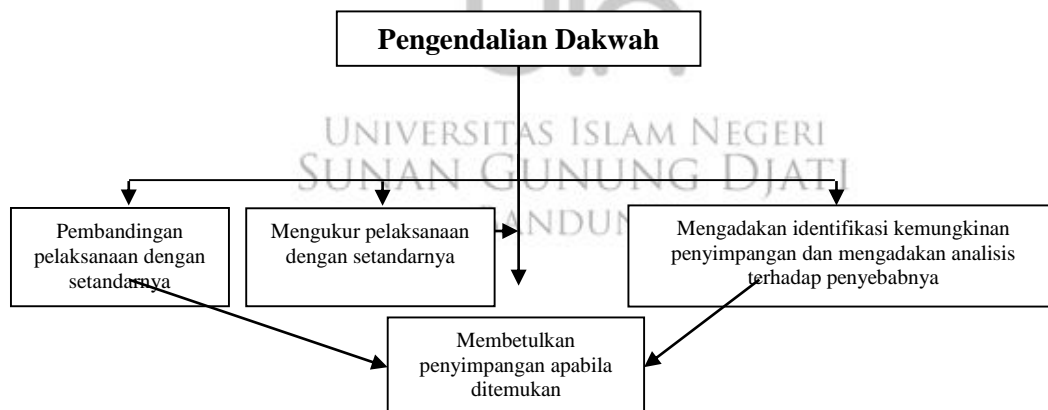 Pengendalian Dakwah
UNIVERSITAS ISLAM NEGERI
SUNAN GUNUNG DJATI
Pembandingan
pelaksanaan dengan
setandarnya
Mengukur pelaksanaan
dengan setandarnya
Mengadakan identifikasi kemungkinan
penyimpangan dan mengadakan analisis
terhadap penyebabnya
Membetulkan
penyimpangan apabila
ditemukan